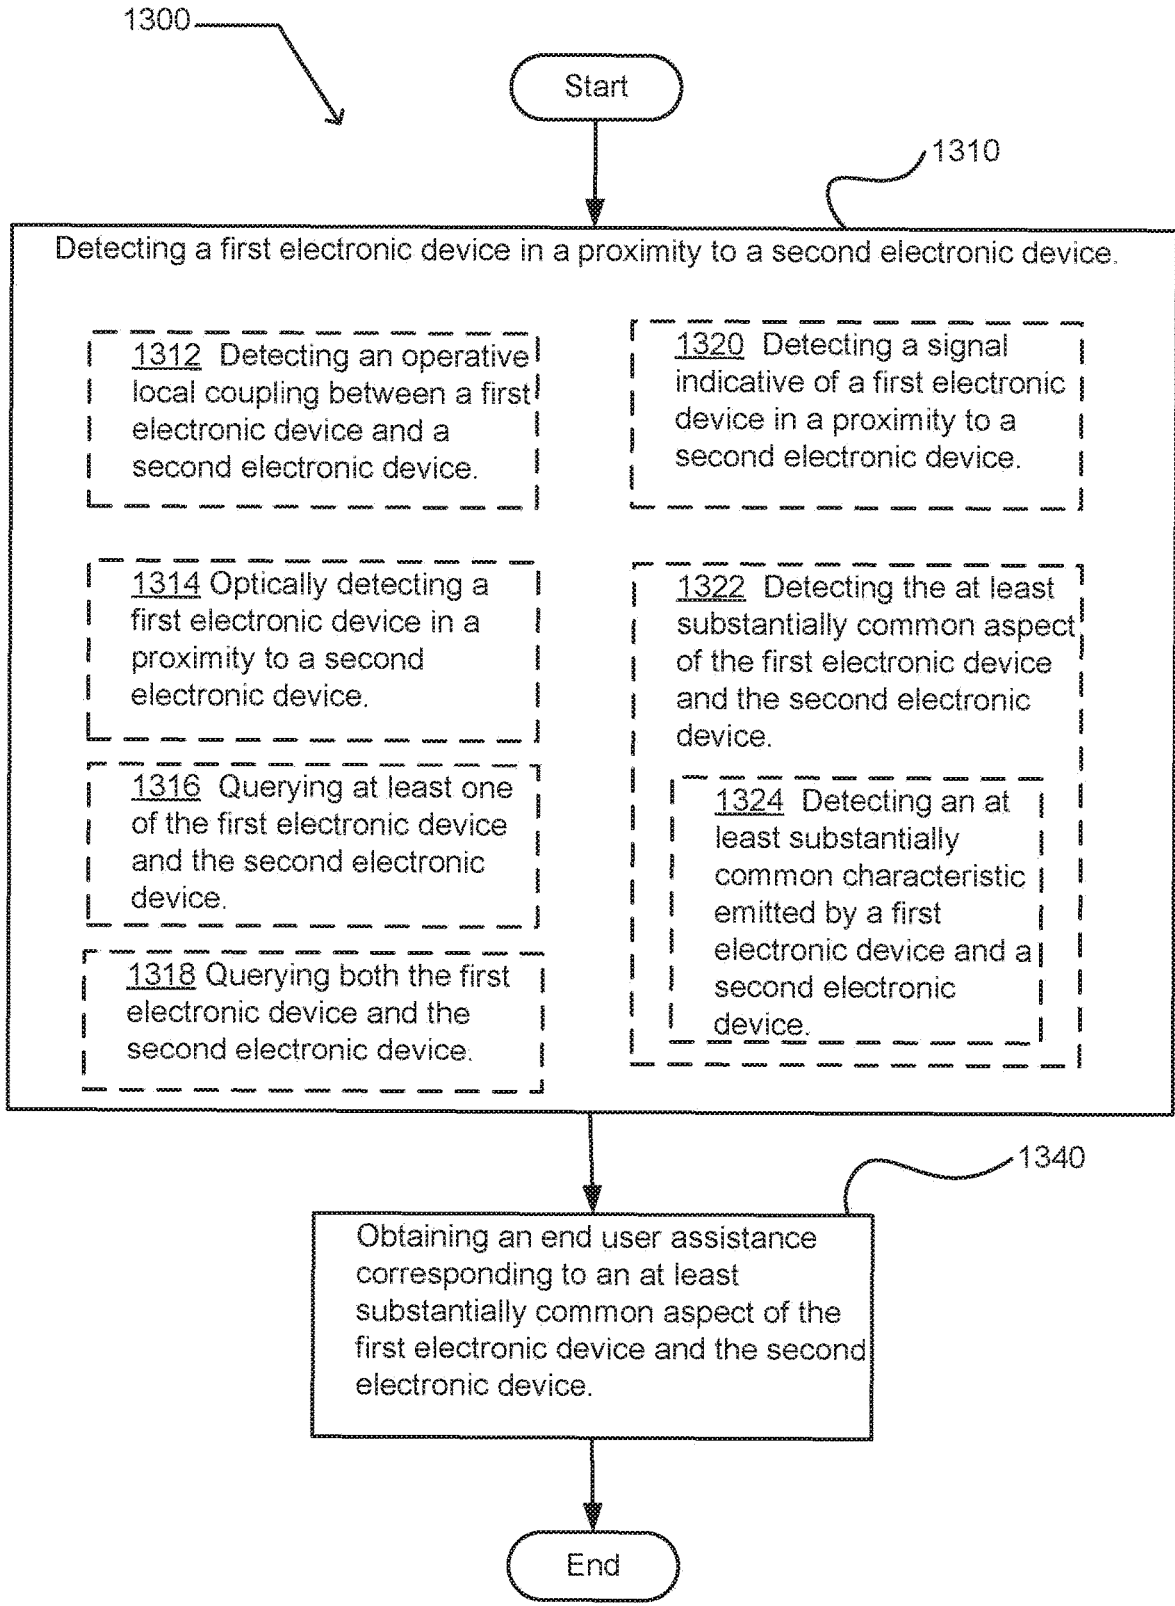 1300
Start
1310
Detecting a first electronic device in a proximity to a second electronic device.
1312 Detecting an operative
local coupling between a first
electronic device and a
second electronic device.
1314 Optically detecting a
first electronic device in a
proximity to a second
electronic device.
1316 Querying at least one
of the first electronic device
and the second electronic
device.
1318 Querying both the first
electronic device and the
second electronic device.
1320 Detecting a signal
indicative of a first electronic
device in a proximity to a
second electronic device.
1322 Detecting the at least
substantially common aspect
of the first electronic device
and the second electronic
device.
1324 Detecting an at
least substantially
common characteristic
emitted by a first
electronic device and a
second electronic
device.
1340
Obtaining an end user assistance
corresponding to an at least
substantially common aspect of the
first electronic device and the second
electronic device.
End